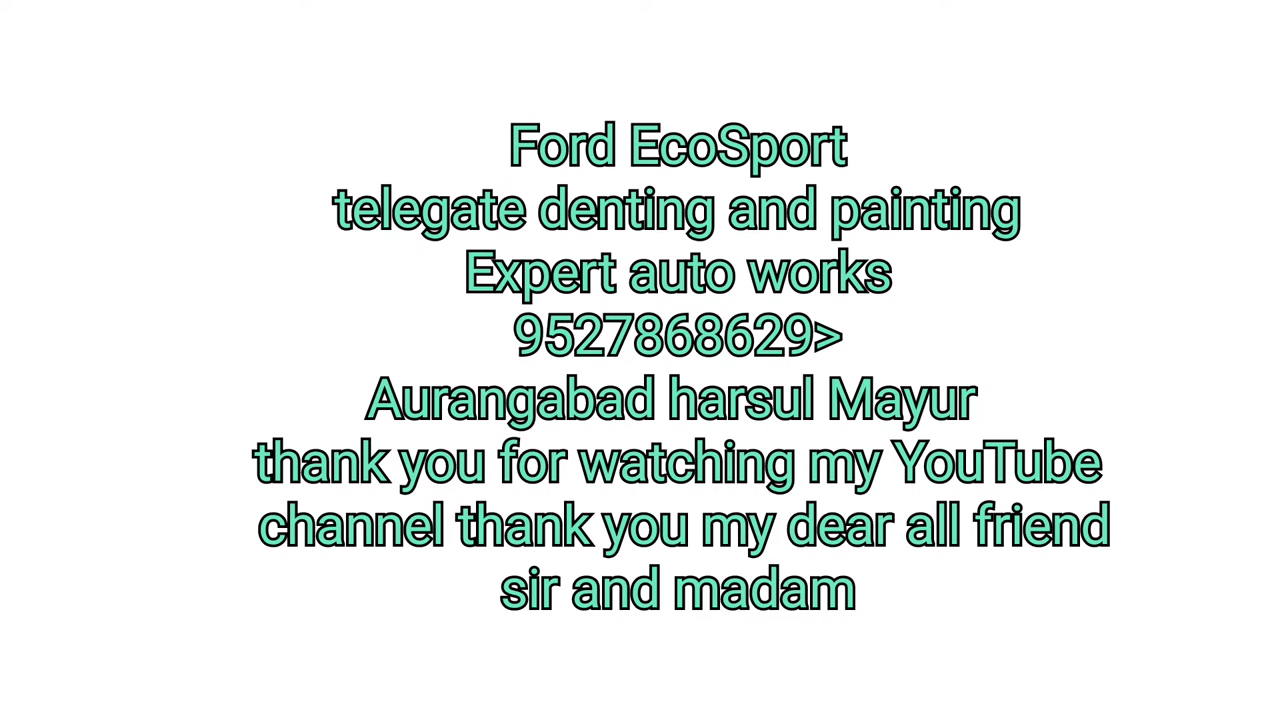 Ford EcoSport
telegate denting and painting
Expert auto works
9527868629>
Aurangabad harsul Mayur
thank you for watching my YouTube
channel thank you my dear all friend
sir and madam